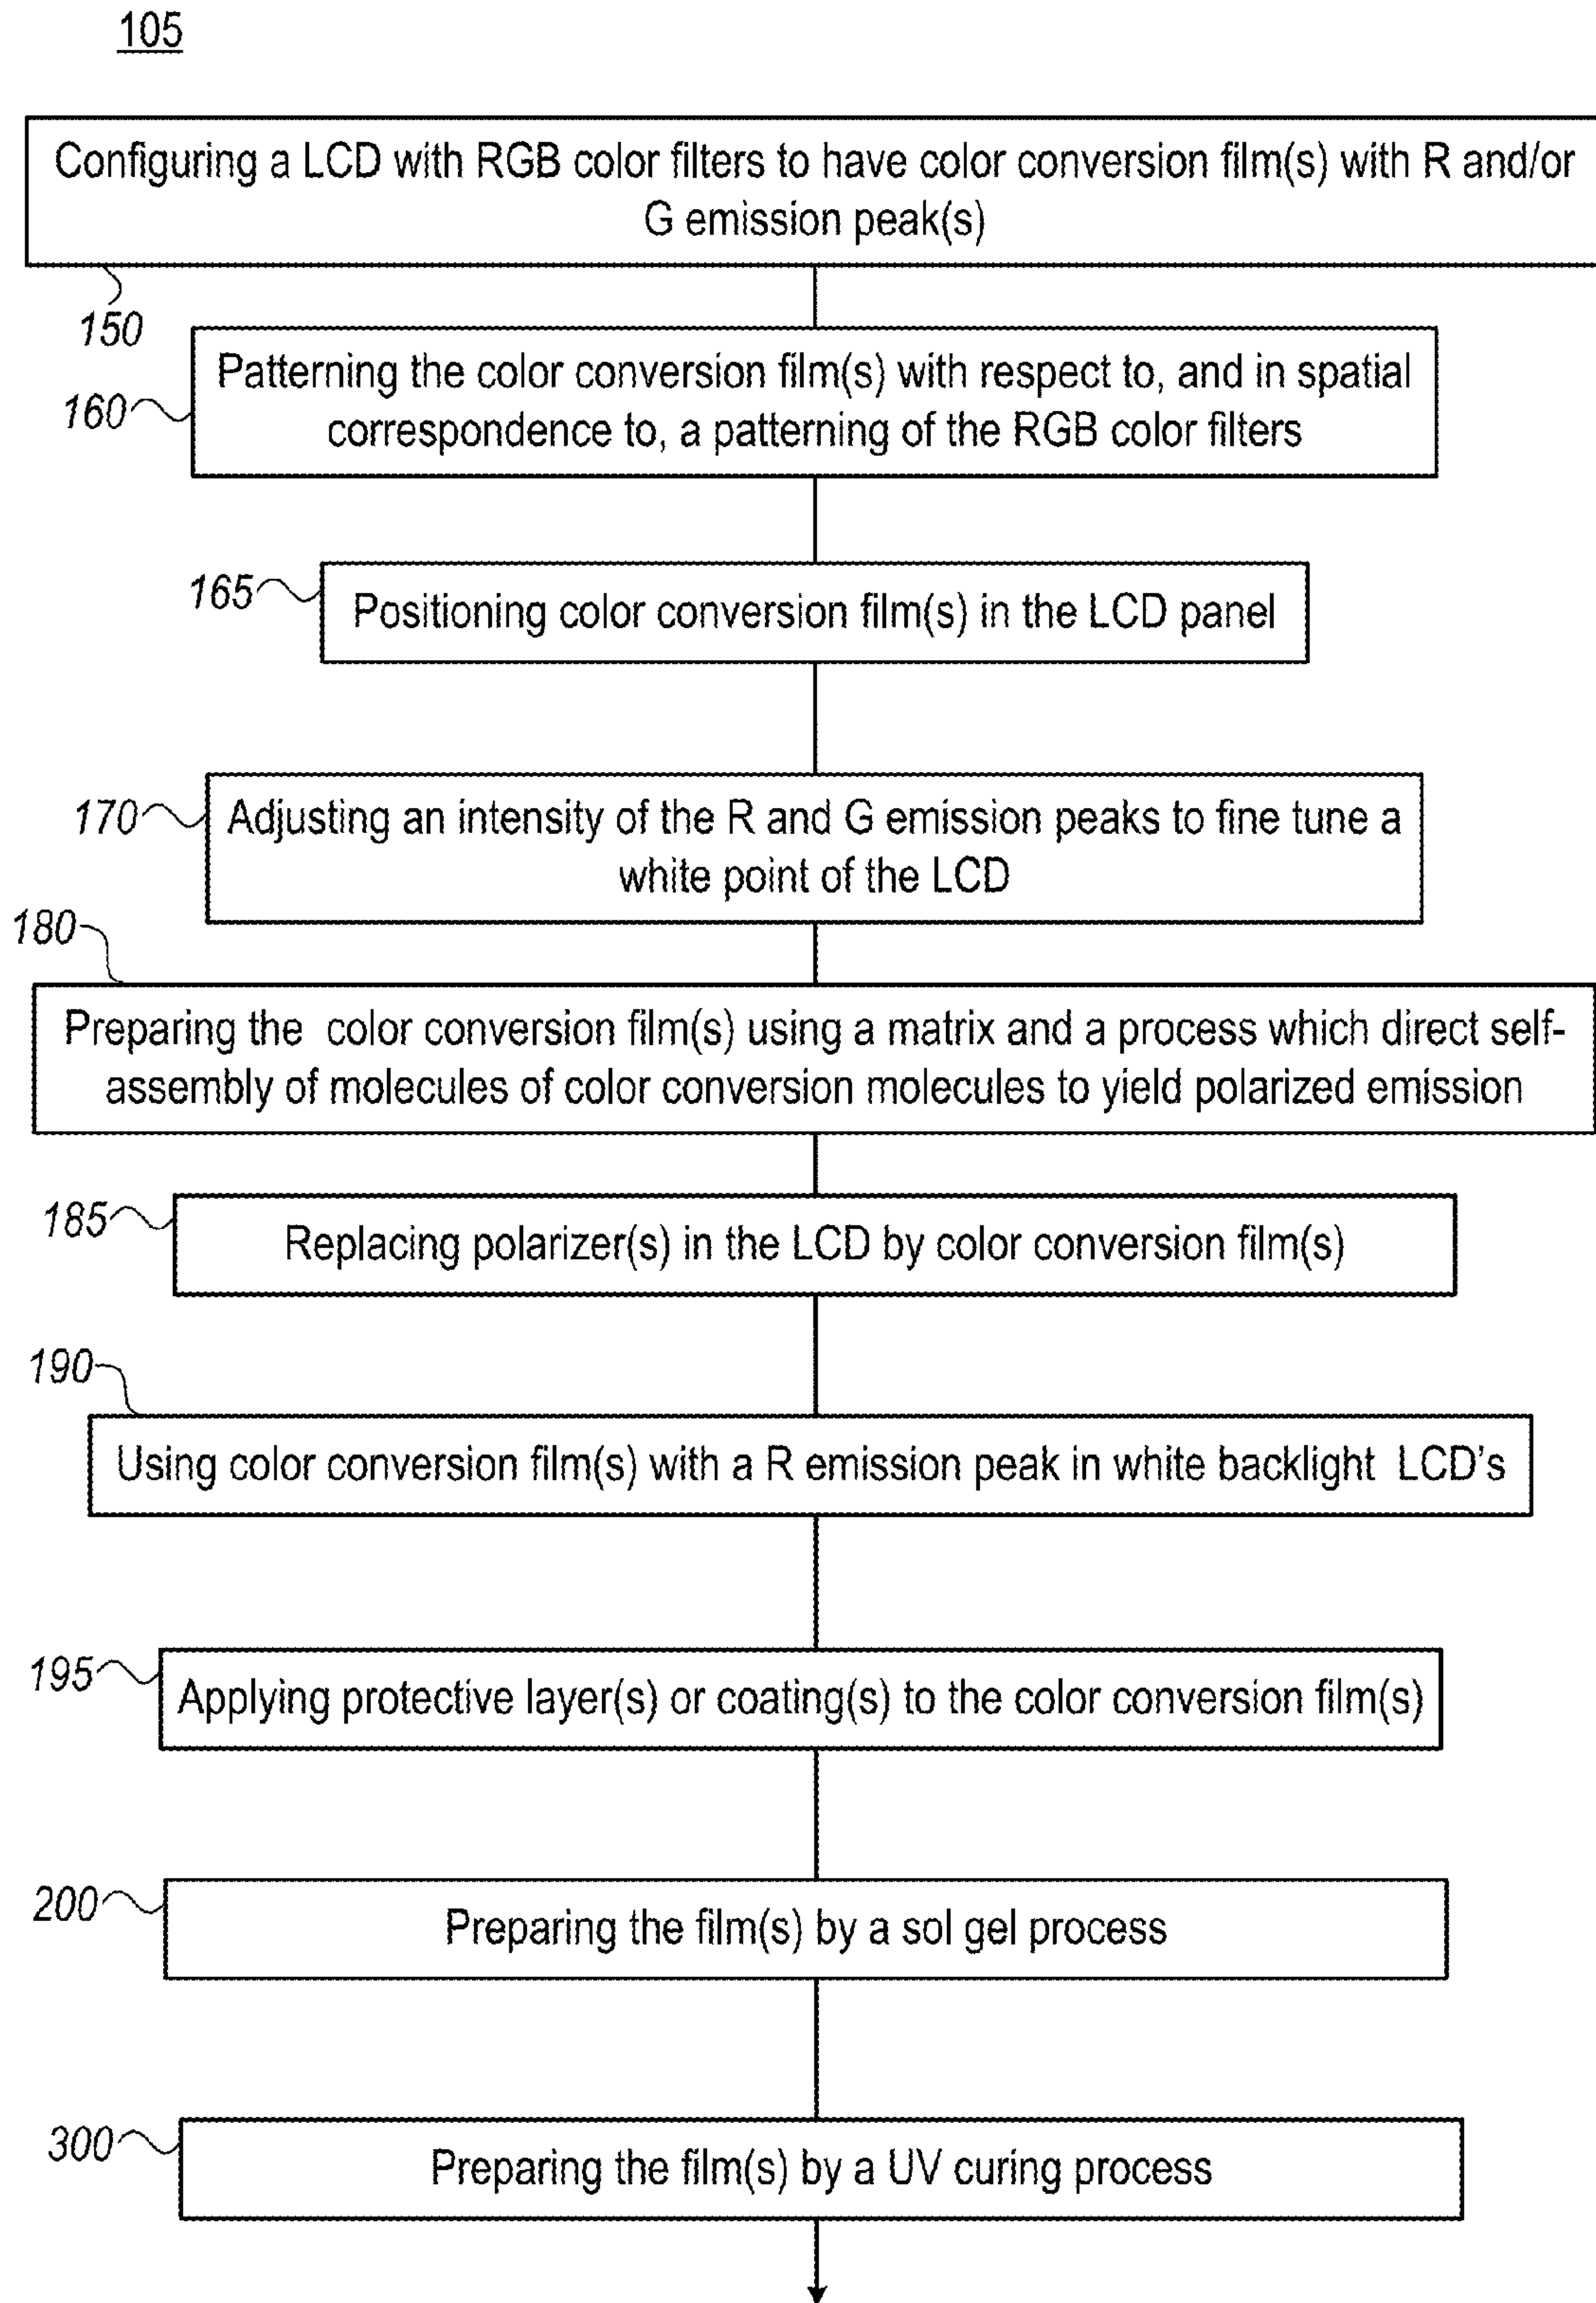 105
Configuring a LCD with RGB color filters to have color conversion film(s) with R and/or
G emission peak(s)
150
Patterning the color conversion film(s) with respect to, and in spatial
160
correspondence to, a patterning of the RGB color filters
165
Positioning color conversion film(s) in the LCD panel
170
Adjusting an intensity of the R and G emission peaks to fine tune a
white point of the LCD
180
Preparing the color conversion film(s) using a matrix and a process which direct self-
assembly of molecules of color conversion molecules to yield polarized emission
185
Replacing polarizer(s) in the LCD by color conversion film(s)
190
Using color conversion film(s) with a R emission peak in white backlight LCD's
195
Applying protective layer(s) or coating(s) to the color conversion film(s)
200
Preparing the film(s) by a sol gel process
300
Preparing the film(s) by a UV curing process